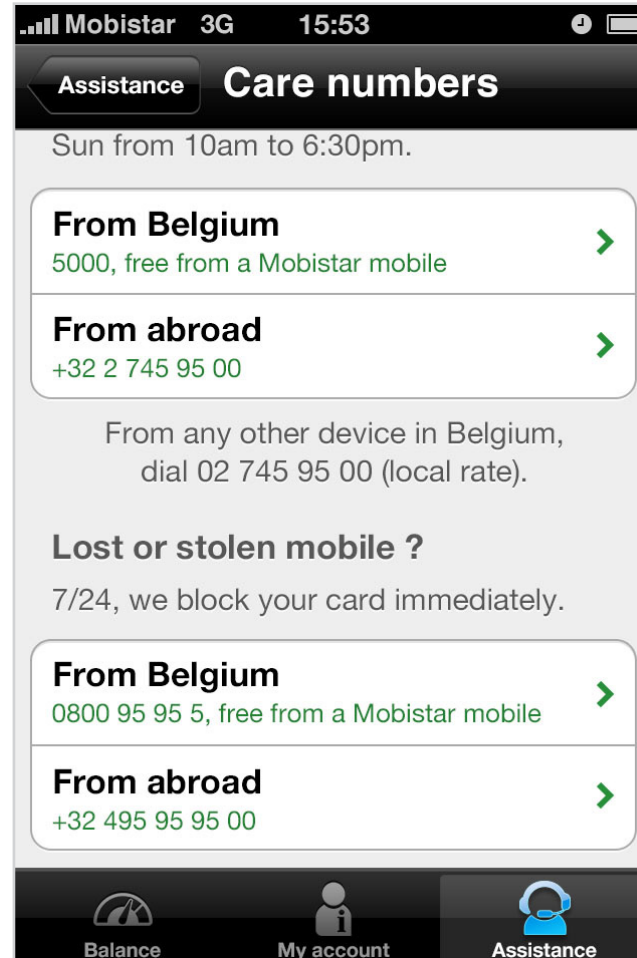 Mobistar 3G 15:53
Assistance
Care numbers
Sun from 10am to 6:30pm.
From Belgium
5000, free from a Mobistar mobile
From abroad
+32 2 745 95 00
From any other device in Belgium,
dial 02 745 95 00 (local rate).
Lost or stolen mobile ?
7/24, we block your card immediately.
From Belgium
0800 95 95 5, free from a Mobistar mobile
From abroad
+32 495 95 95 00
Balance
My account
Assistance